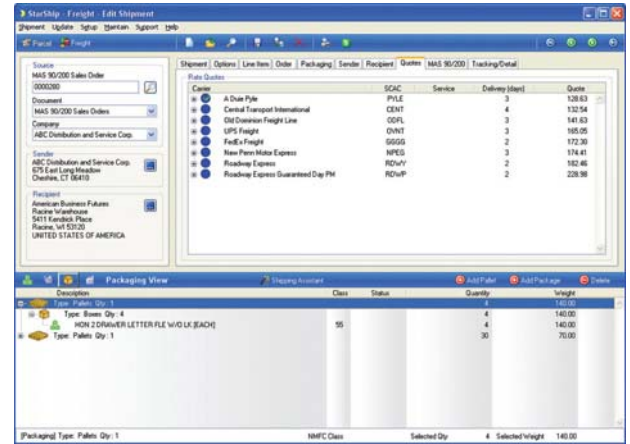 StarShip - Freight - Edit Shipment
Shipment Update Setup Maintain Support Help
Parcel Freight
Source
MAS 90/200 Sales Order
0000280
Document
MAS 90/200 Sales Orders
Company
ABC Distribution and Service Corp.
Sender
ABC Distribution and Service Corp.
675 East Long Meadow
Cheshire, CT 06410
Recipient
American Business Futures
Racine Warehouse
5411 Kendrick Place
Racine, WI 53120
UNITED STATES OF AMERICA
Shipment Options Line Item Order Packaging Sender Recipient Quotes MAS 90/200 Tracking/Detail
Rate Quotes
Carrier SCAC Service Delivery (days) Quote
A Duie Pyle PYLE 3 128.63
Central Transport International CENT 4 132.54
Old Dominion Freight Line ODFL 3 141.63
UPS Freight OVNT 3 165.05
FedEx Freight GGGG 2 172.30
New Penn Motor Express NPEG 3 174.41
Roadway Express RDWY 2 182.46
Roadway Express Guaranteed Day PM RDWP 2 228.98
Packaging View Shipping Assistant Add Pallet Add Package Delete
Description Class Status Quantity Weight
Type: Pallets Qty: 1 4 140.00
Type: Boxes Qty: 4 4 140.00
HON 2 DRAWER LETTER FLE W/O LK [EACH] 55 4 140.00
Type: Pallets Qty: 1 30 70.00
[Packaging] Type: Pallets Qty: 1 NMFC Class Selected Qty 4 Selected Weight 140.00